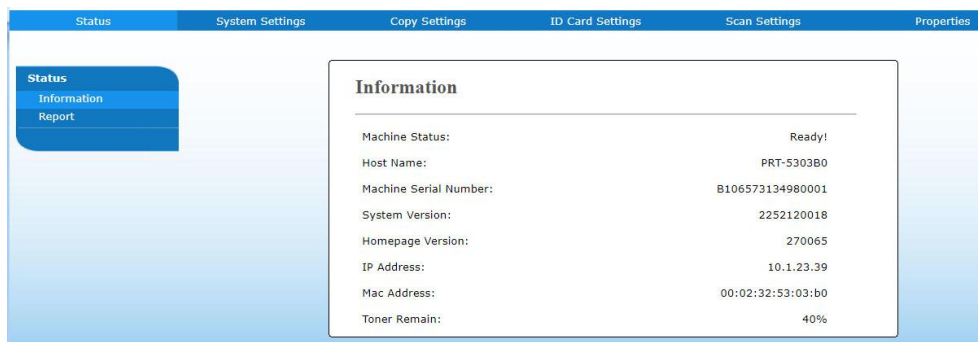 Status System Settings Copy Settings ID Card Settings Scan Settings Properties
Status
Information
Report
Information
Machine Status: Ready!
Host Name: PRT-5303B0
Machine Serial Number: B106573134980001
System Version: 2252120018
Homepage Version: 270065
IP Address: 10.1.23.39
Mac Address: 00:02:32:53:03:b0
Toner Remain: 40%